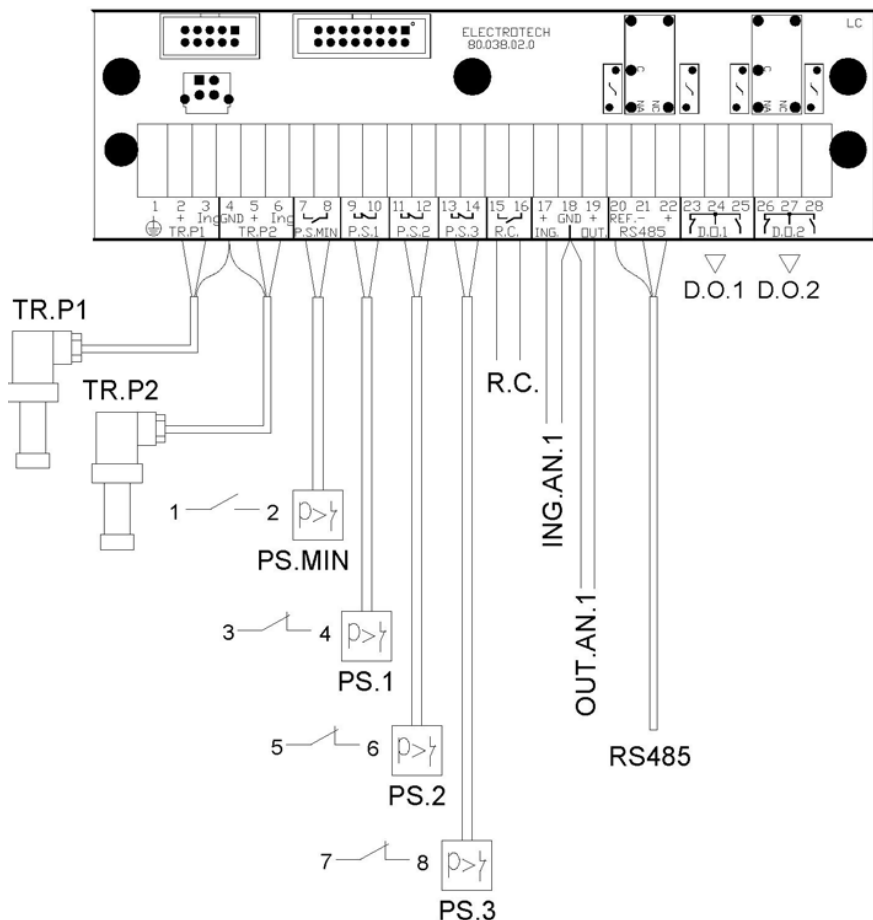 ELECTROTECH
80.038.02.0
LC
C NA NC C NA NC
1 2 3 4 5 6 7 8 9 10 11 12 13 14 15 16 17 18 19 20 21 22 23 24 25 26 27 28
+ Ing GND + Ing + GND + REF. - +
TR.P1 TR.P2 P.S.MIN P.S.1 P.S.2 P.S.3 R.C. ING. OUT. RS485 D.O.1 D.O.2
D.O.1 D.O.2
TR.P1
TR.P2
R.C.
ING.AN.1
OUT.AN.1
RS485
1 2 p>
PS.MIN
3 4 p>
PS.1
5 6 p>
PS.2
7 8 p>
PS.3